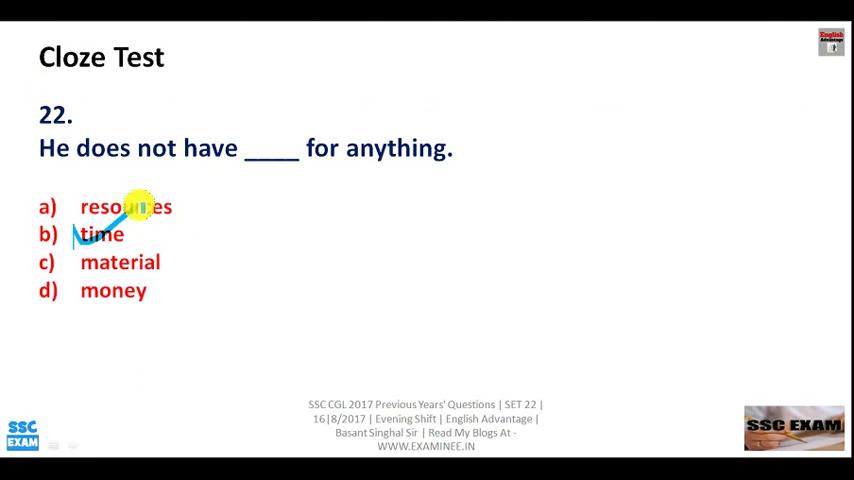 English
Advantage
Cloze Test
22.
He does not have ____ for anything.
a) resources
b) time
c) material
d) money
SSC CGL 2017 Previous Years' Questions | SET 22 |
16|8/2017 | Evening Shift | English Advantage |
Basant Singhal Sir | Read My Blogs At -
WWW.EXAMINEE.IN
SSC
EXAM
SSC EXAM